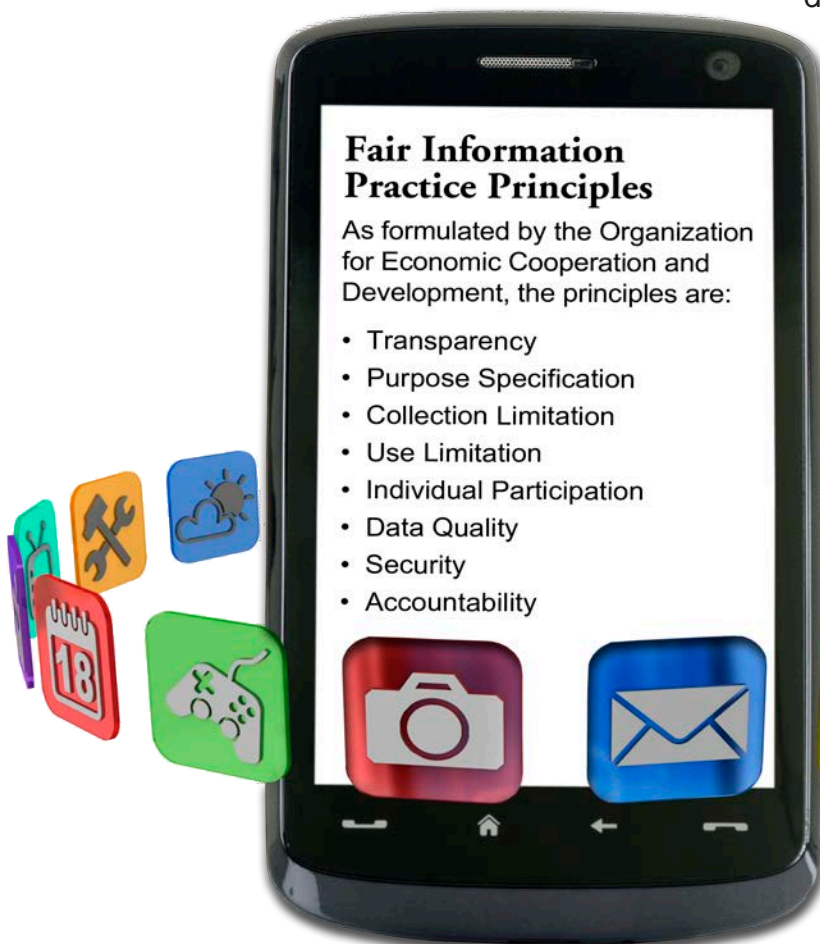 Fair Information
Practice Principles
As formulated by the Organization
for Economic Cooperation and
Development, the principles are:
• Transparency
• Purpose Specification
• Collection Limitation
• Use Limitation
• Individual Participation
• Data Quality
• Security
• Accountability
18